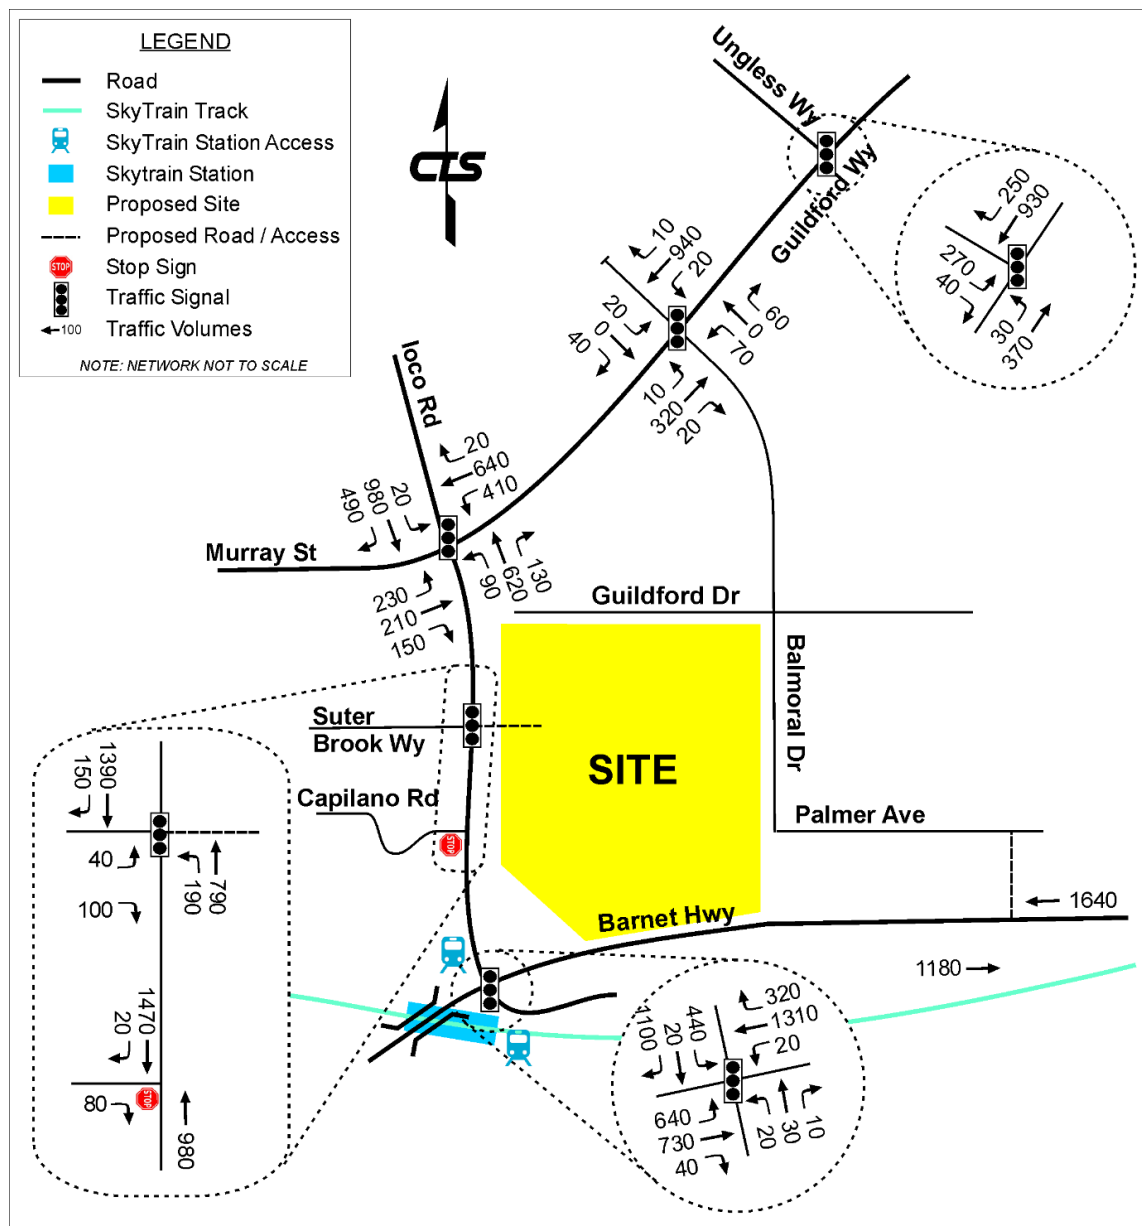 LEGEND
Road
SkyTrain Track
SkyTrain Station Access
Skytrain Station
Proposed Site
Proposed Road / Access
STOP
Stop Sign
Traffic Signal
100
Traffic Volumes
NOTE: NETWORK NOT TO SCALE
CTS
Ungless Wy
Guildford Wy
250
930
270
40
30
370
10
940
20
20
0
40
60
0
70
10
320
20
Ioco Rd
20
640
410
20
980
490
Murray St
230
210
150
90
620
130
Guildford Dr
Balmoral Dr
Suter
Brook Wy
SITE
Capilano Rd
STOP
Palmer Ave
Barnet Hwy
1640
1180
1390
150
40
790
190
100
1470
20
80
STOP
980
320
1310
20
440
20
1100
640
730
40
10
30
20